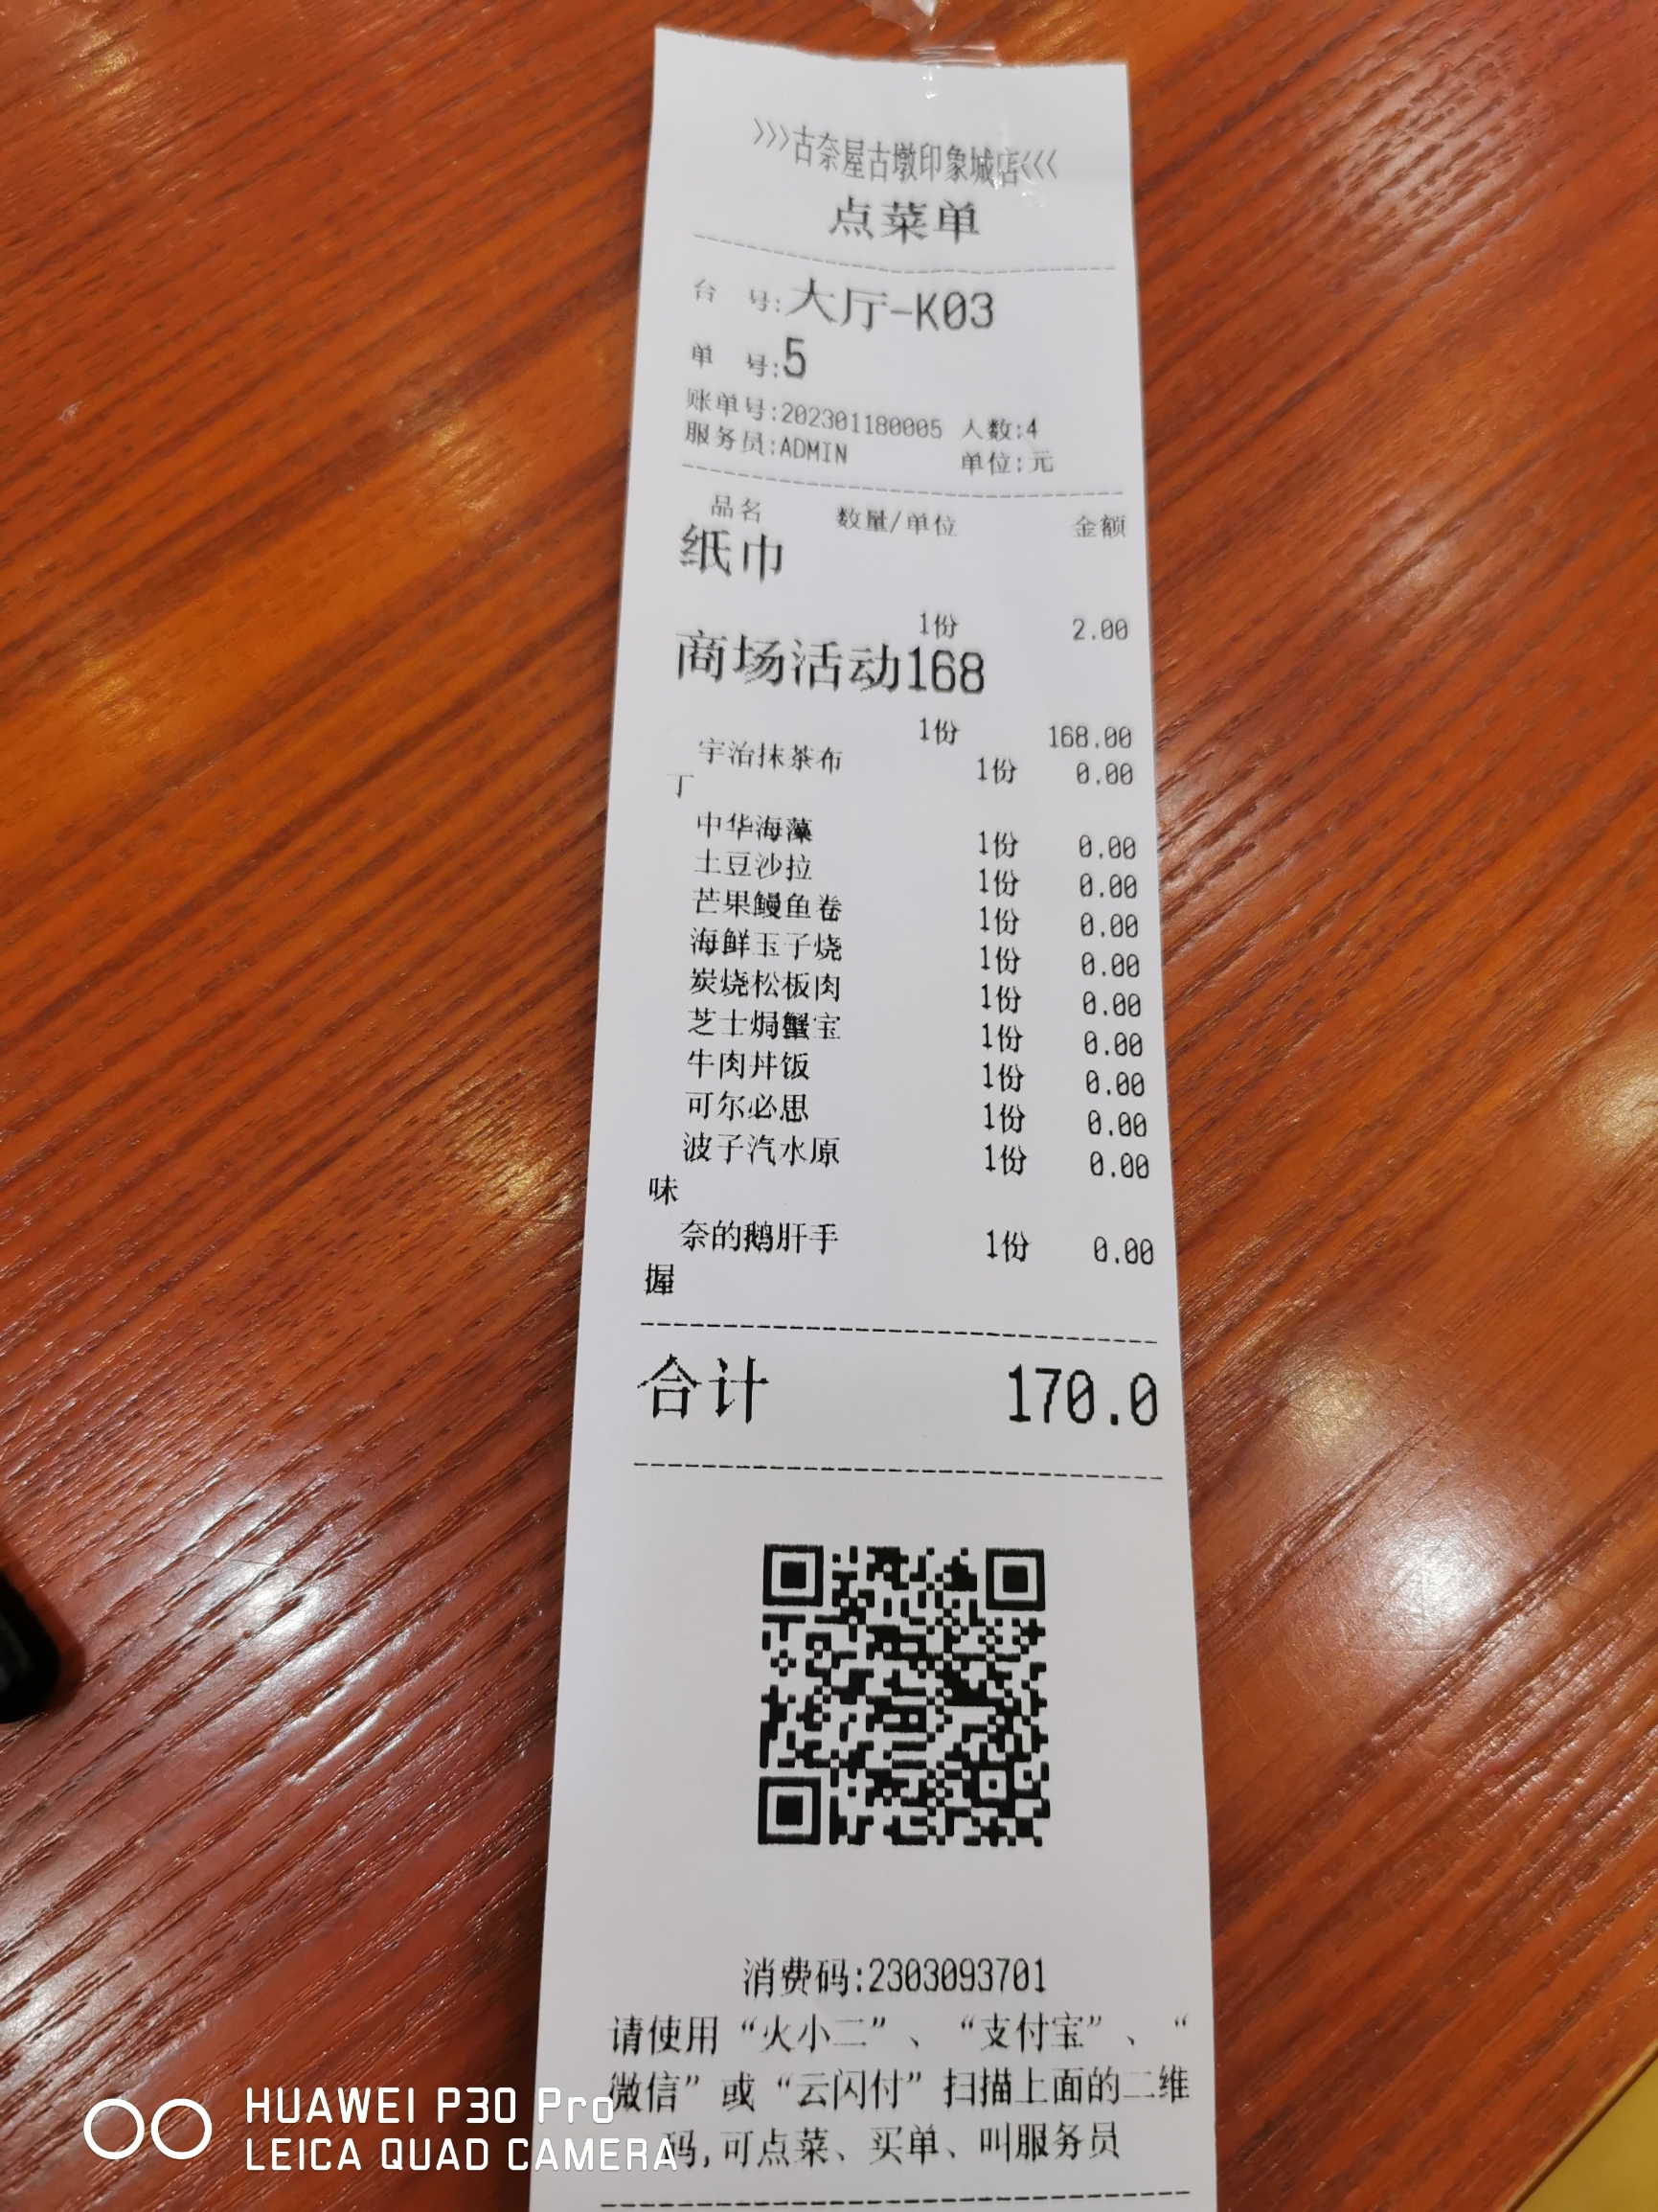 >>>古奈屋古墩印象城店<<<
点菜单
台 号:大厅-K03
单 号:5
账单号:202301180005 人数:4
服务员:ADMIN 单位:元
品名 数量/单位 金额
纸巾
1份 2.00
商场活动168
1份 168.00
宇治抹茶布 1份 0.00
丁
中华海藻 1份 0.00
土豆沙拉 1份 0.00
芒果鳗鱼卷 1份 0.00
海鲜玉子烧 1份 0.00
炭烧松板肉 1份 0.00
芝士焗蟹宝 1份 0.00
牛肉丼饭 1份 0.00
可尔必思 1份 0.00
波子汽水原 1份 0.00
味
奈的鹅肝手 1份 0.00
握
合计 170.0
消费码:2303093701
请使用“火小二”、“支付宝”、“
微信”或“云闪付”扫描上面的二维
码,可点菜、买单、叫服务员
HUAWEI P30 Pro
LEICA QUAD CAMERA